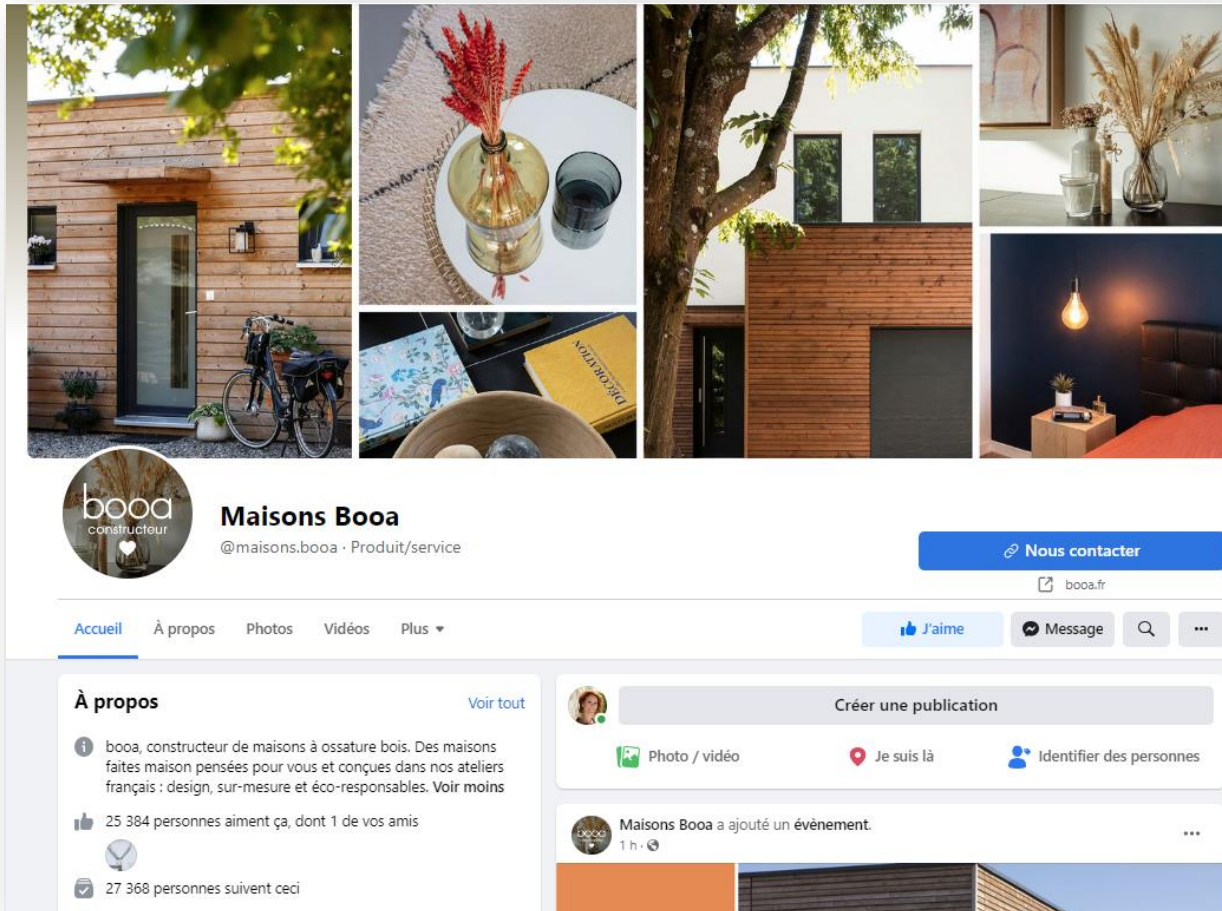 DÉCORATION
booa
constructeur
Maisons Booa
@maisons.booa · Produit/service
Nous contacter
booa.fr
Accueil
À propos
Photos
Vidéos
Plus
J'aime
Message
À propos
Voir tout
booa, constructeur de maisons à ossature bois. Des maisons
faites maison pensées pour vous et conçues dans nos ateliers
français : design, sur-mesure et éco-responsables. Voir moins
25 384 personnes aiment ça, dont 1 de vos amis
27 368 personnes suivent ceci
Créer une publication
Photo / vidéo
Je suis là
Identifier des personnes
booa
Maisons Booa a ajouté un évènement.
1 h ·